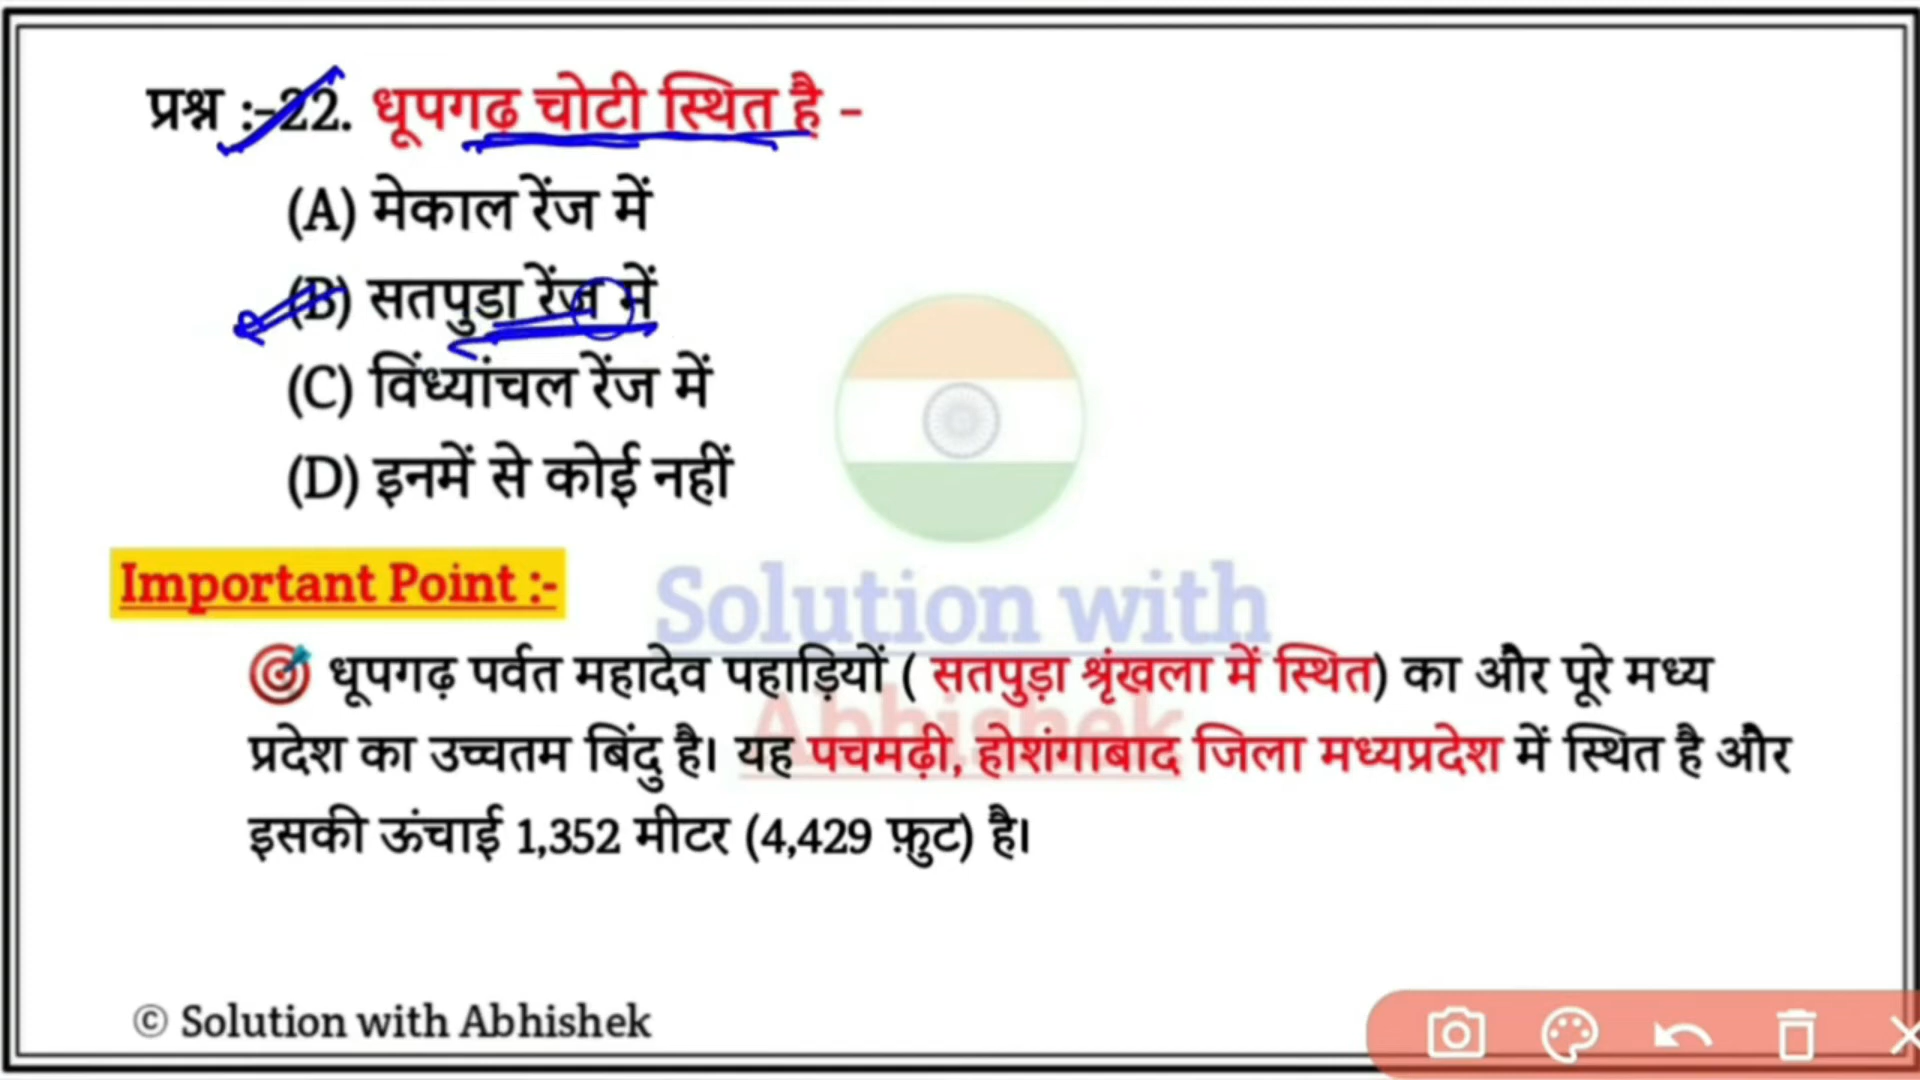 प्रश्न :-22. धूपगढ़ चोटी स्थित है -
(A) मेकाल रेंज में
(B) सतपुडा रेंज में
(C) विंध्यांचल रेंज में
(D) इनमें से कोई नहीं
Important Point :-
Solution with
Abhishek
धूपगढ़ पर्वत महादेव पहाड़ियों ( सतपुड़ा श्रृंखला में स्थित) का और पूरे मध्य
प्रदेश का उच्चतम बिंदु है। यह पचमढ़ी, होशंगाबाद जिला मध्यप्रदेश में स्थित है और
इसकी ऊंचाई 1,352 मीटर (4,429 फ़ुट) है।
© Solution with Abhishek